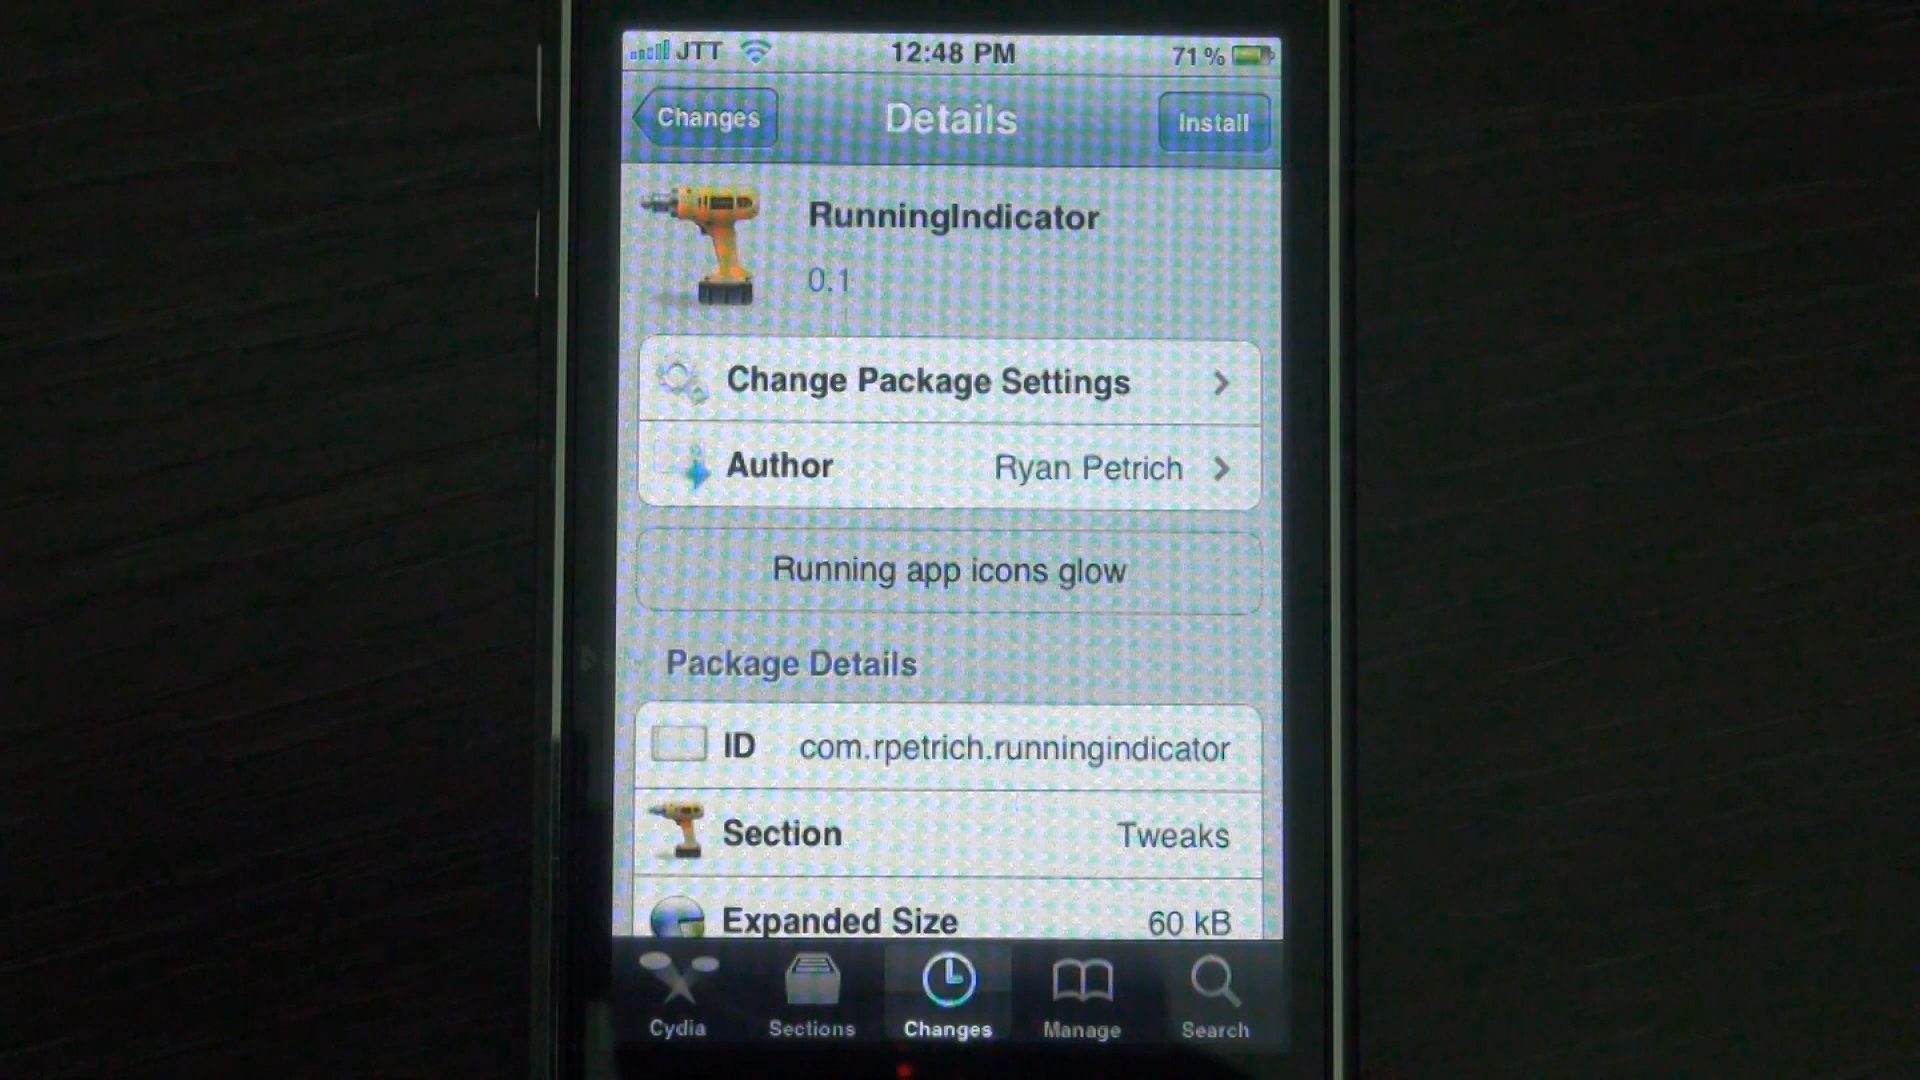 JTT 12:48 PM 71%
Changes Details Install
RunningIndicator
0.1
Change Package Settings
Author Ryan Petrich
Running app icons glow
Package Details
ID com.rpetrich.runningindicator
Section Tweaks
Expanded Size 60 kB
Cydia Sections Changes Manage Search